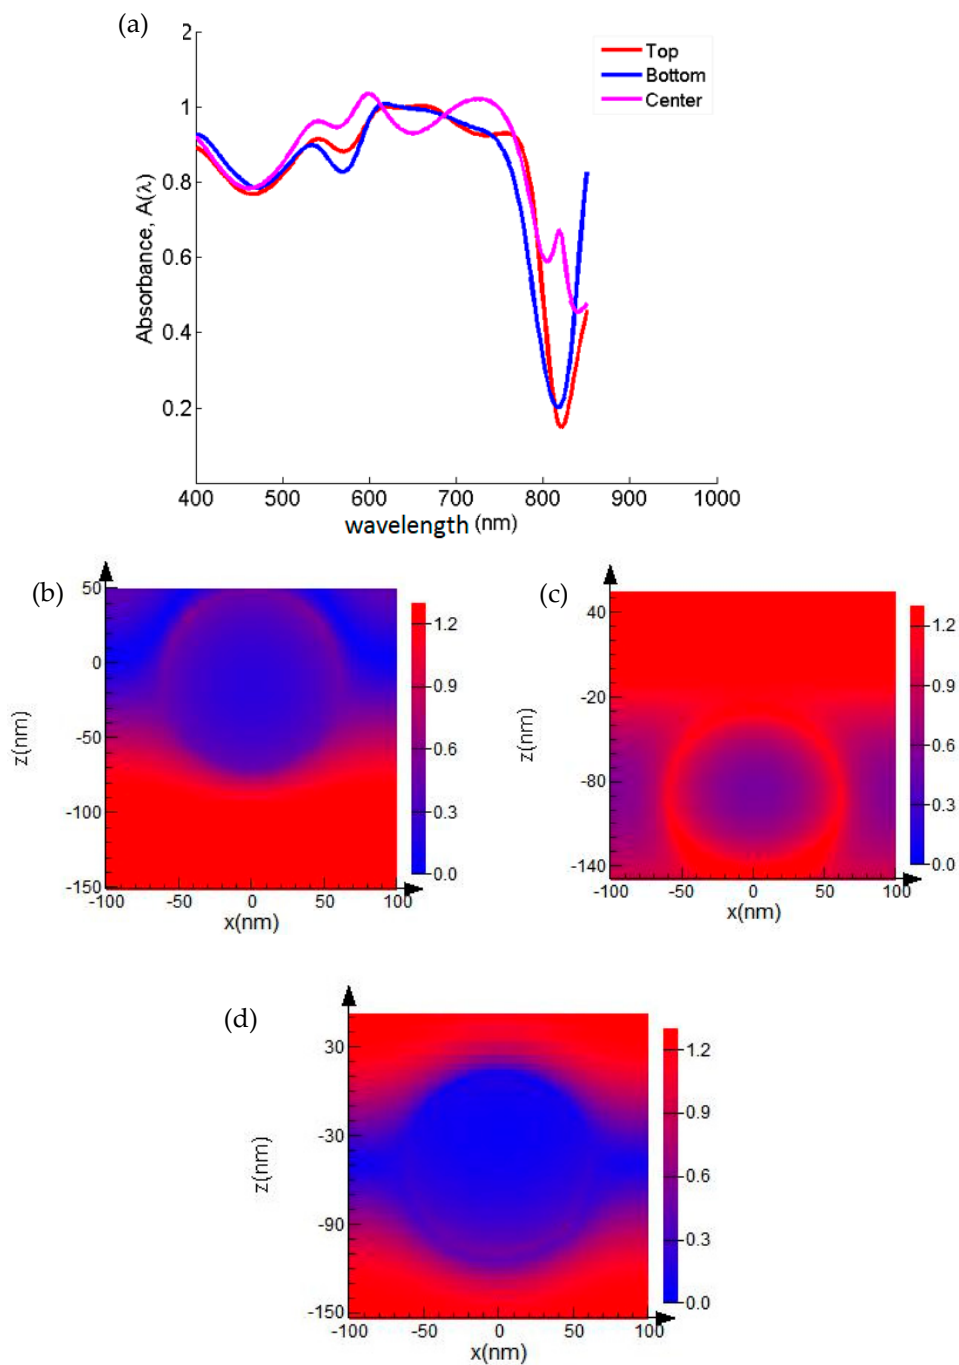 (a)
2
1
0.8
0.6
0.4
0.2
Absorbance, A(λ)
400 500 600 700 800 900 1000
wavelength (nm)
Top
Bottom
Center
(b)
50
0
-50
-100
-150
z(nm)
-100 -50 0 50 100
x(nm)
1.2
0.9
0.6
0.3
0.0
(c)
40
-20
-80
-140
z(nm)
-100 -50 0 50 100
x(nm)
1.2
0.9
0.6
0.3
0.0
(d)
30
-30
-90
-150
z(nm)
-100 -50 0 50 100
x(nm)
1.2
0.9
0.6
0.3
0.0